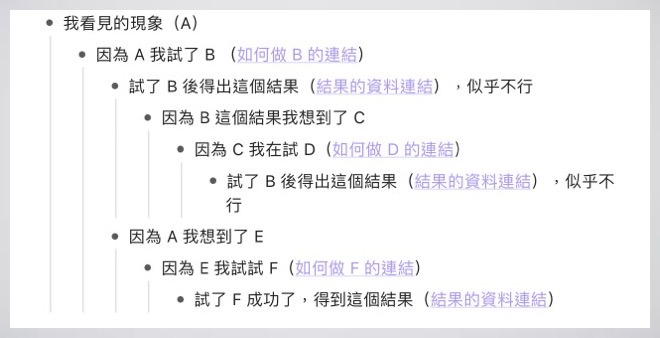 我看見的現象（A）
因為 A 我試了 B （如何做 B 的連結）
試了 B 後得出這個結果（結果的資料連結），似乎不行
因為 B 這個結果我想到了 C
因為 C 我在試 D（如何做 D 的連結）
試了 B 後得出這個結果（結果的資料連結），似乎不
行
因為 A 我想到了 E
因為 E 我試試 F（如何做 F 的連結）
試了 F 成功了，得到這個結果（結果的資料連結）